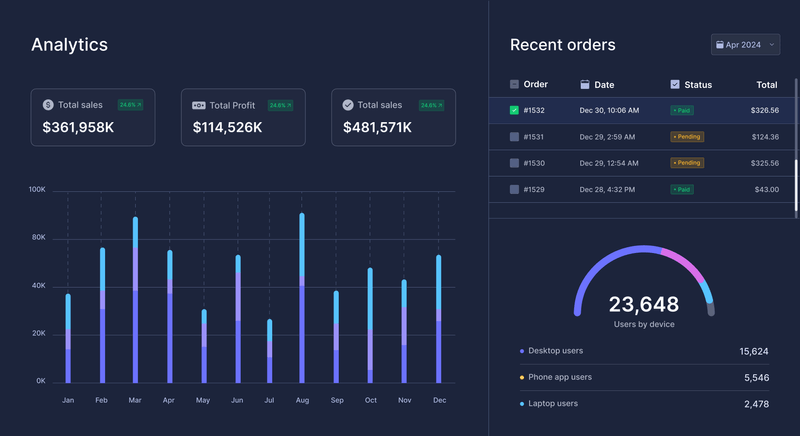 Analytics
Total sales 24.6%
$361,958K
Total Profit 24.6%
$114,526K
Total sales 24.6%
$481,571K
100K
80K
40K
20K
0K
Jan Feb Mar Apr May Jun Jul Aug Sep Oct Nov Dec
Recent orders
Apr 2024
Order Date Status Total
#1532 Dec 30, 10:06 AM Paid $326.56
#1531 Dec 29, 2:59 AM Pending $124.36
#1530 Dec 29, 12:54 AM Pending $325.56
#1529 Dec 28, 4:32 PM Paid $43.00
23,648
Users by device
Desktop users 15,624
Phone app users 5,546
Laptop users 2,478